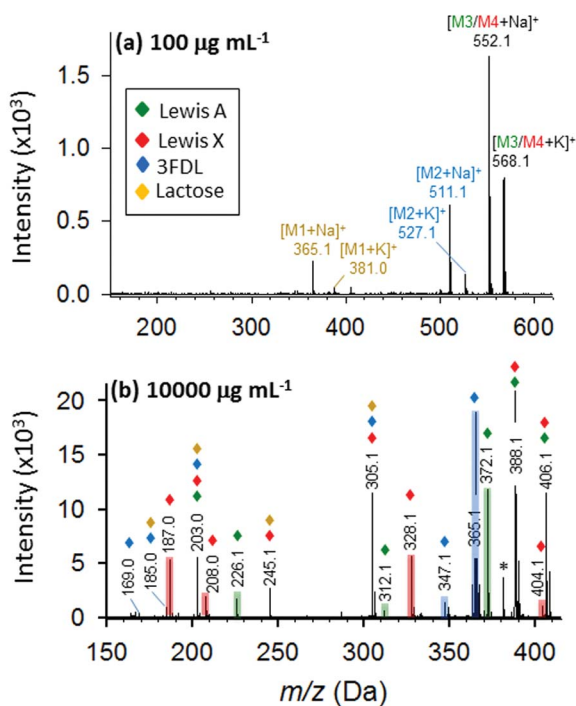 (a) 100 µg mL⁻¹
[M3/M4+Na]⁺
552.1
Lewis A
Lewis X
3FDL
Lactose
[M3/M4+K]⁺
568.1
[M2+Na]⁺
511.1
[M2+K]⁺
527.1
[M1+Na]⁺
365.1
[M1+K]⁺
381.0
Intensity (x10³)
1.5
1.0
0.5
0.0
200 300 400 500 600
(b) 10000 µg mL⁻¹
Intensity (x10³)
20
15
10
5
0
169.0
185.0
187.0
203.0
208.0
226.1
245.1
305.1
312.1
328.1
347.1
365.1
372.1
*
388.1
404.1
406.1
150 200 250 300 350 400
m/z (Da)